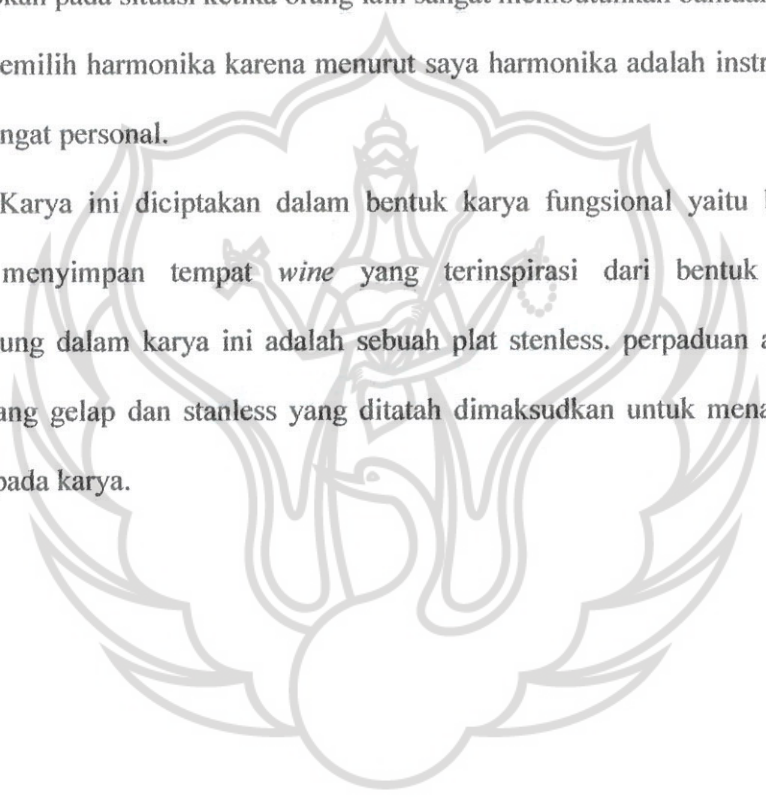 pada situasi ketika orang lain sangat membutuhkan
emilih harmonika karena menurut saya harmonika adalah instr
ngat personal.
Karya ini diciptakan dalam bentuk karya fungsional yaitu
menyimpan tempat wine yang terinspirasi dari bentuk
ung dalam karya ini adalah sebuah plat stenless. perpaduan a
ang gelap dan stanless yang ditatah dimaksudkan untuk mena
pada karya.